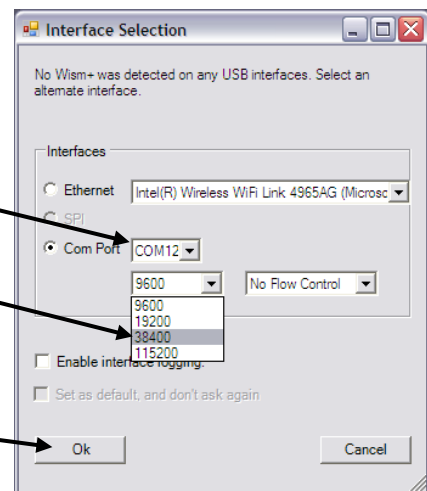 Interface Selection
No Wism+ was detected on any USB interfaces. Select an
alternate interface.
Interfaces
Ethernet Intel(R) Wireless WiFi Link 4965AG (Microsc
SPI
Com Port COM12
9600 No Flow Control
9600
19200
38400
115200
Enable interface logging.
Set as default, and don't ask again
Ok Cancel